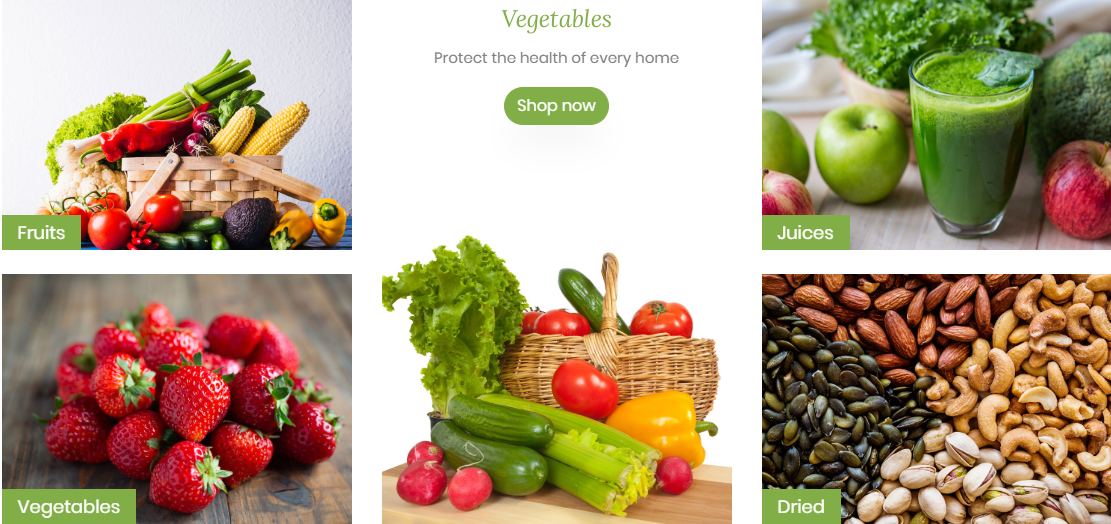 Vegetables
Protect the health of every home
Shop now
Fruits
Juices
Vegetables
Dried